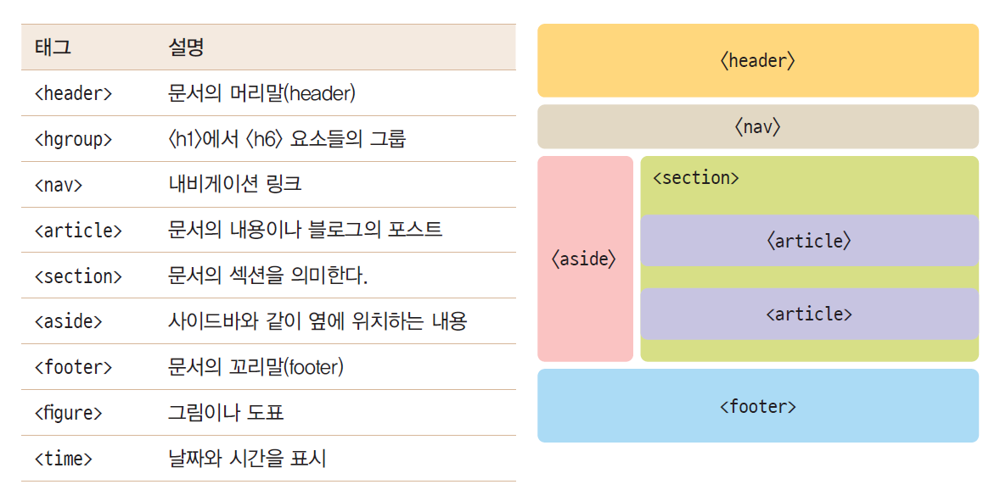 태그 설명
<header> 문서의 머리말(header)
<hgroup> 〈h1〉에서 〈h6〉 요소들의 그룹
<nav> 내비게이션 링크
<article> 문서의 내용이나 블로그의 포스트
<section> 문서의 섹션을 의미한다.
<aside> 사이드바와 같이 옆에 위치하는 내용
<footer> 문서의 꼬리말(footer)
<figure> 그림이나 도표
<time> 날짜와 시간을 표시
〈header〉
〈nav〉
〈aside〉
<section>
〈article〉
<article>
<footer>